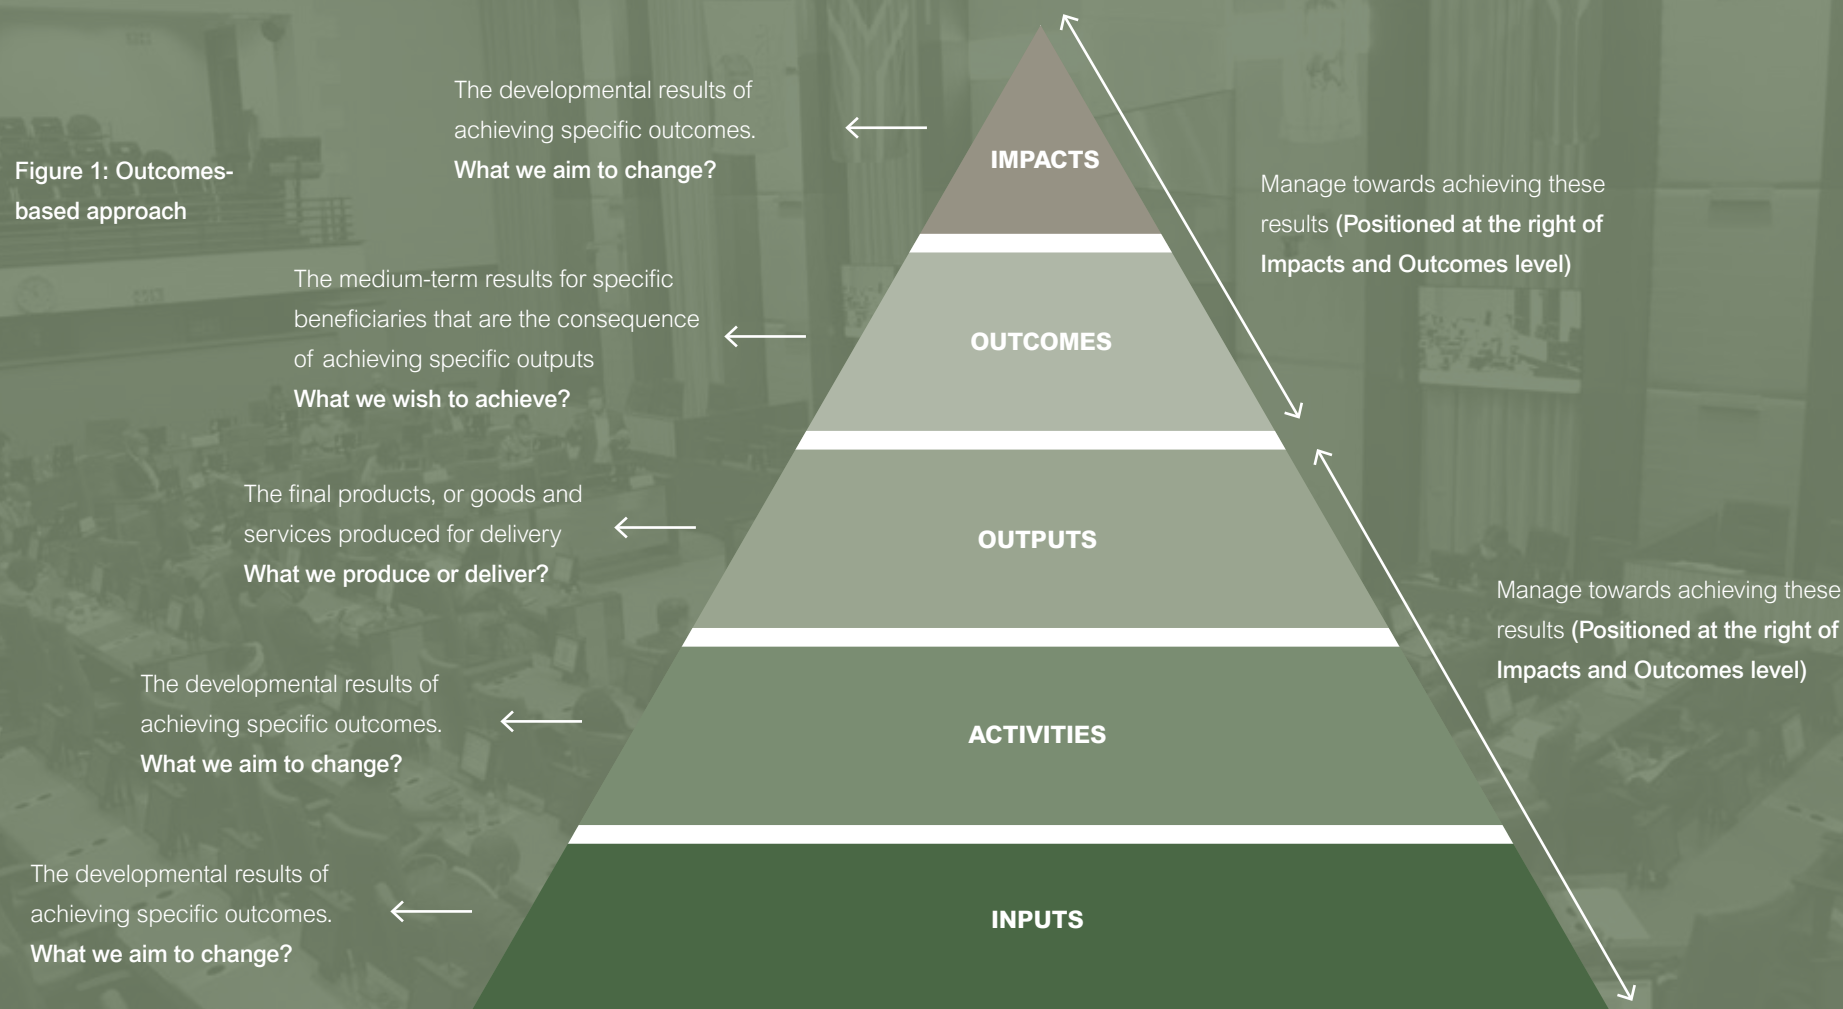 Figure 1: Outcomes-
based approach
The developmental results of
achieving specific outcomes.
What we aim to change?
IMPACTS
Manage towards achieving these
results (Positioned at the right of
Impacts and Outcomes level)
The medium-term results for specific
beneficiaries that are the consequence
of achieving specific outputs
What we wish to achieve?
OUTCOMES
The final products, or goods and
services produced for delivery
What we produce or deliver?
OUTPUTS
Manage towards achieving these
results (Positioned at the right of
Impacts and Outcomes level)
The developmental results of
achieving specific outcomes.
What we aim to change?
ACTIVITIES
The developmental results of
achieving specific outcomes.
What we aim to change?
INPUTS